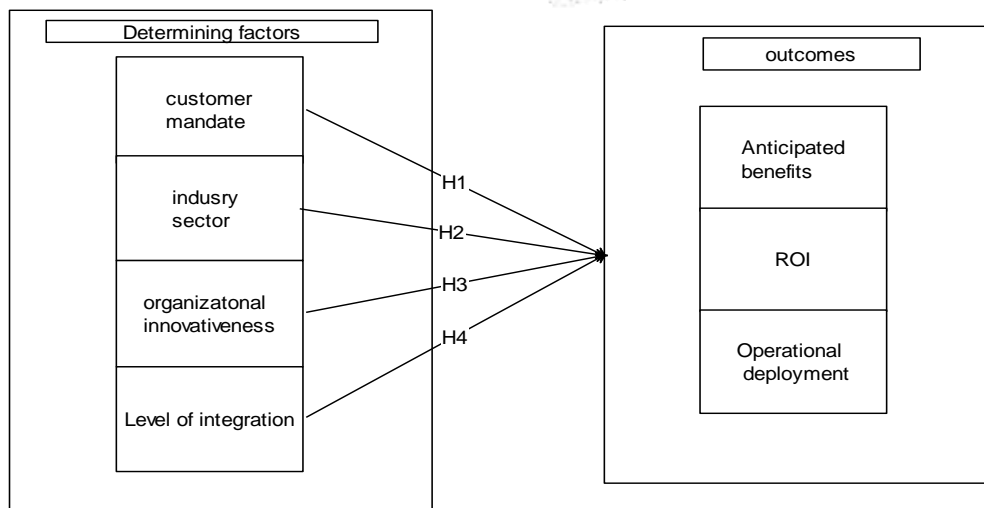 Determining factors
customer
mandate
indusry
sector
organizatonal
innovativeness
Level of integration
H1
H2
H3
H4
outcomes
Anticipated
benefits
ROI
Operational
deployment